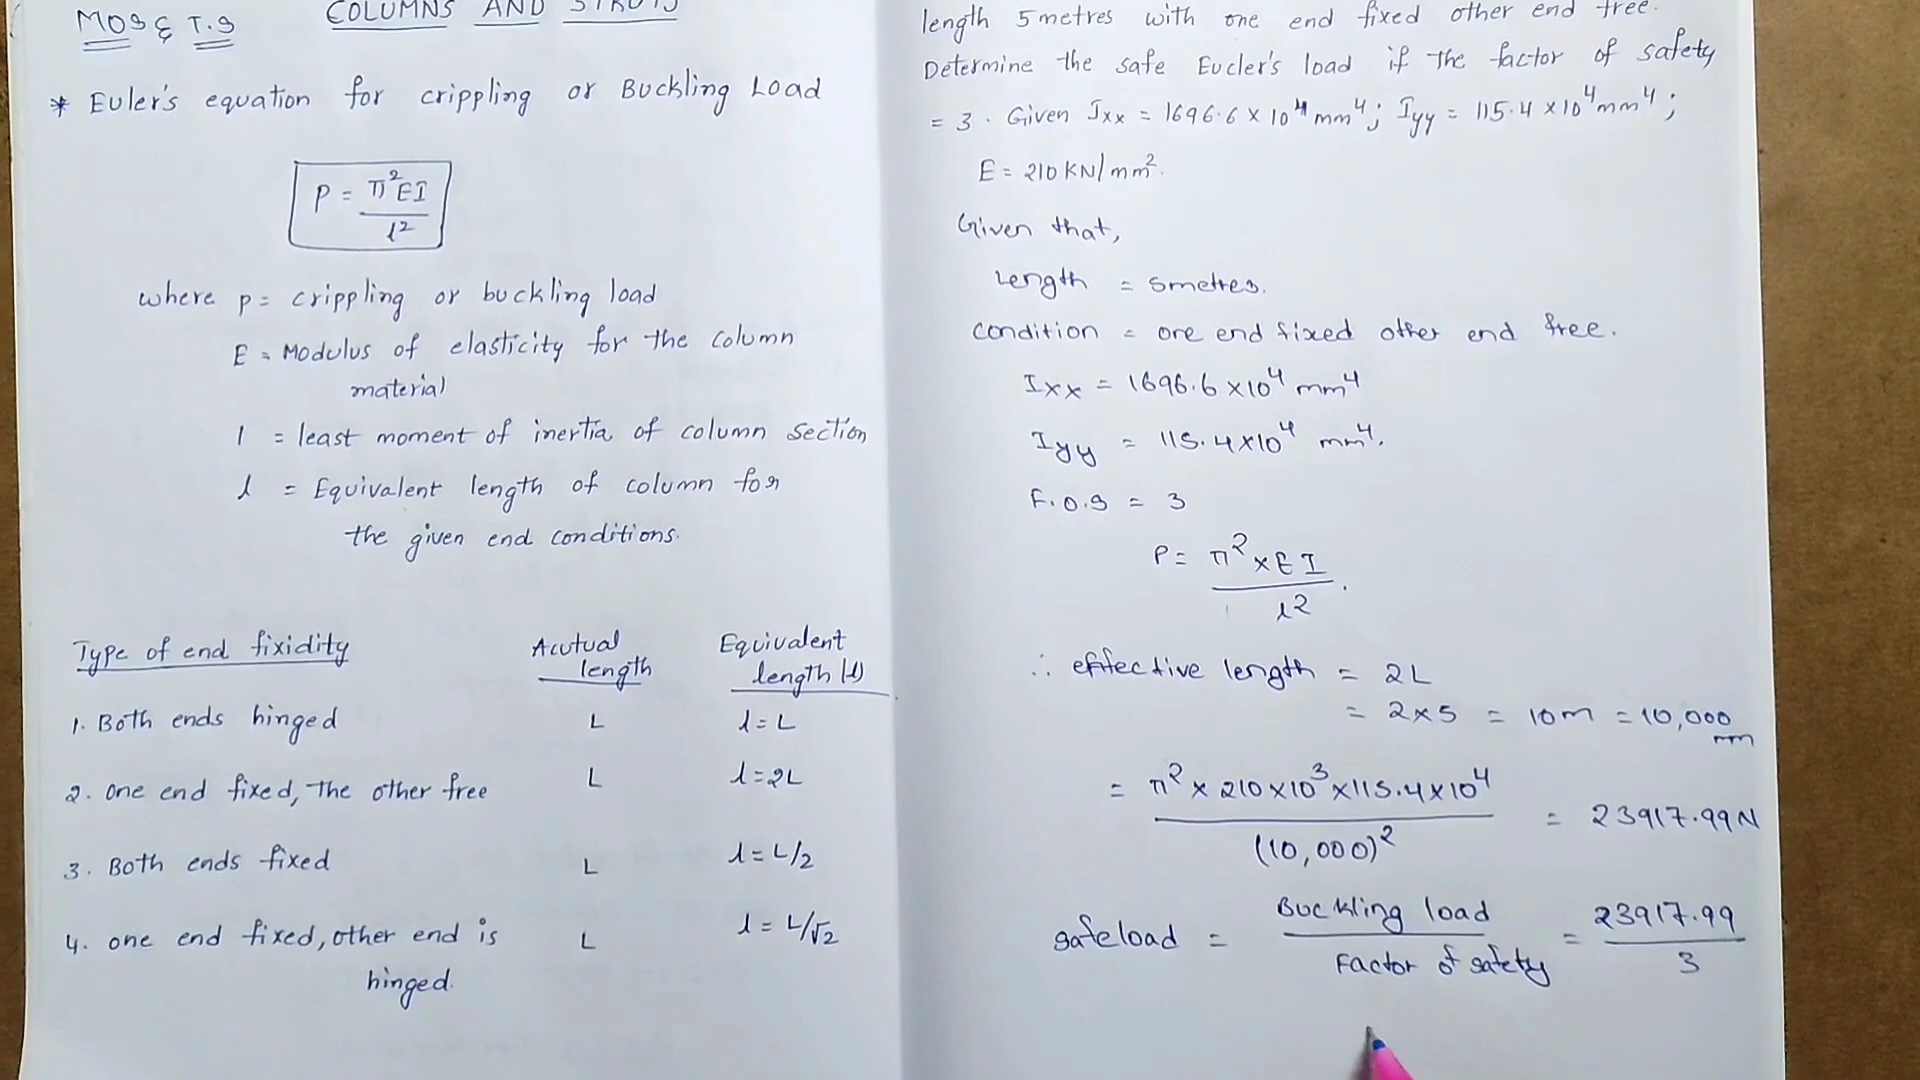 MOS & T.S
COLUMNS AND STRUTS
* Euler's equation for crippling or Buckling Load
P = π²EI / l²
where p = crippling or buckling load
E = Modulus of elasticity for the column
material
I = least moment of inertia of column section
l = Equivalent length of column for
the given end conditions.
Type of end fixidity Acutual length Equivalent length (l)
1. Both ends hinged L l = L
2. one end fixed, the other free L l = 2L
3. Both ends fixed L l = L/2
4. one end fixed, other end is L l = L/√2
hinged.
length 5 metres with one end fixed other end free.
Determine the safe Eucler's load if the factor of safety
= 3. Given Ixx = 1696.6 x 10⁴ mm⁴; Iyy = 115.4 x 10⁴ mm⁴;
E = 210 KN/mm².
Given that,
Length = 5metres.
condition = one end fixed other end free.
Ixx = 1696.6 x 10⁴ mm⁴
Iyy = 115.4 x 10⁴ mm⁴.
F.O.S = 3
P = π² x E I / l².
∴ effective length = 2L
= 2x5 = 10m = 10,000 mm
= π² x 210 x 10³ x 115.4 x 10⁴ / (10,000)² = 23917.99N
safeload = Buckling load / Factor of safety = 23917.99 / 3